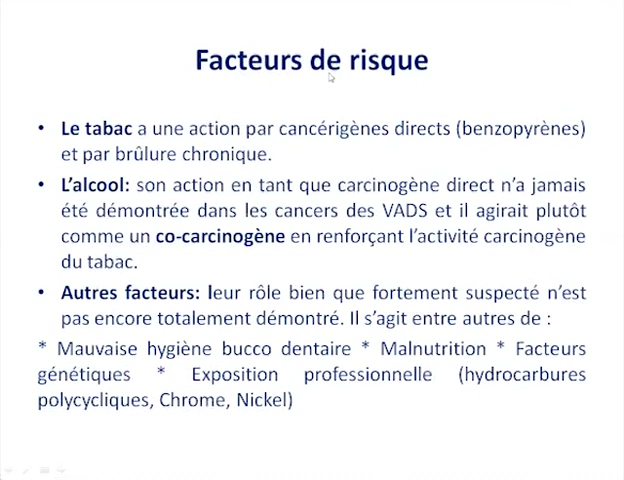 Facteurs de risque
• Le tabac a une action par cancérigènes directs (benzopyrènes)
et par brûlure chronique.
• L'alcool: son action en tant que carcinogène direct n'a jamais
été démontrée dans les cancers des VADS et il agirait plutôt
comme un co-carcinogène en renforçant l'activité carcinogène
du tabac.
• Autres facteurs: leur rôle bien que fortement suspecté n'est
pas encore totalement démontré. Il s'agit entre autres de :
* Mauvaise hygiène bucco dentaire * Malnutrition * Facteurs
génétiques * Exposition professionnelle (hydrocarbures
polycycliques, Chrome, Nickel)